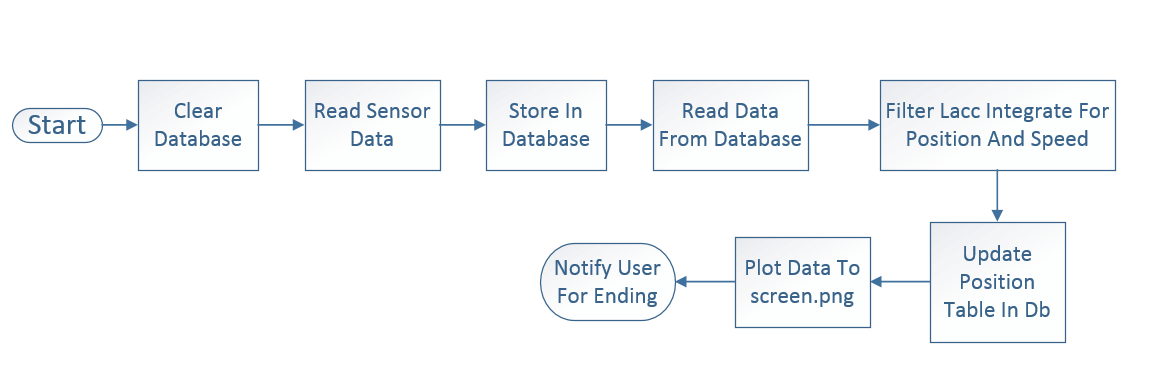 Start
Clear
Database
Read Sensor
Data
Store In
Database
Read Data
From Database
Filter Lacc Integrate For
Position And Speed
Update
Position
Table In Db
Plot Data To
screen.png
Notify User
For Ending